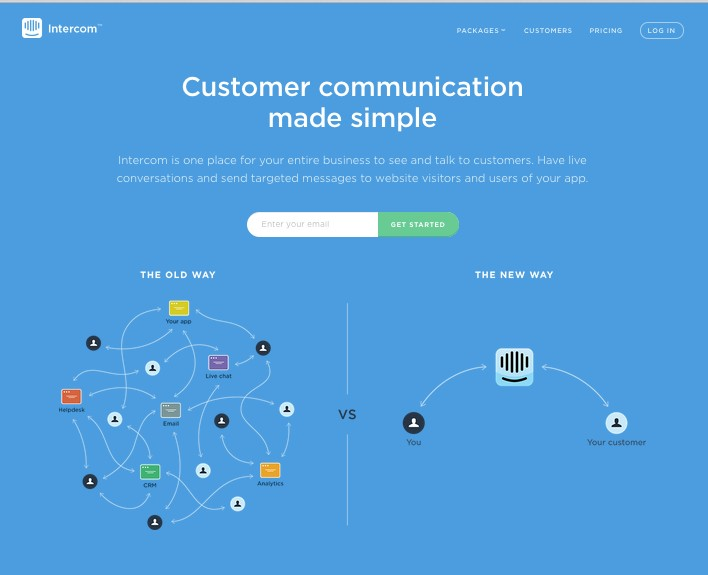 Intercom™
PACKAGES
CUSTOMERS
PRICING
LOG IN
Customer communication
made simple
Intercom is one place for your entire business to see and talk to customers. Have live
conversations and send targeted messages to website visitors and users of your app.
Enter your email
GET STARTED
THE OLD WAY
THE NEW WAY
Your app
Live chat
Helpdesk
Email
CRM
Analytics
VS
You
Your customer